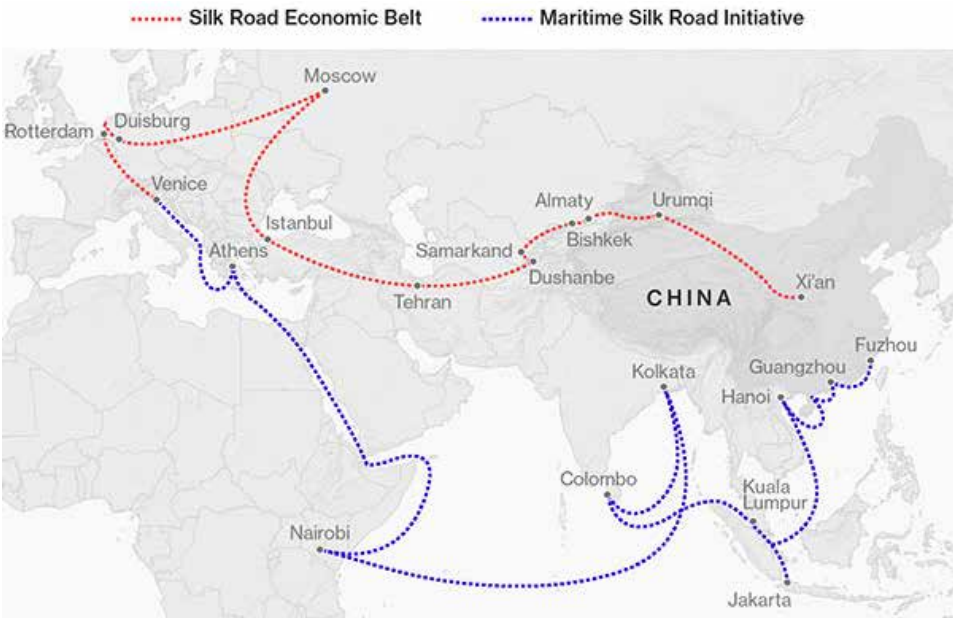 Silk Road Economic Belt
Maritime Silk Road Initiative
Moscow
Rotterdam
Duisburg
Venice
Istanbul
Athens
Almaty
Urumqi
Bishkek
Samarkand
Dushanbe
Tehran
Xi'an
CHINA
Fuzhou
Guangzhou
Kolkata
Hanoi
Colombo
Kuala
Lumpur
Nairobi
Jakarta